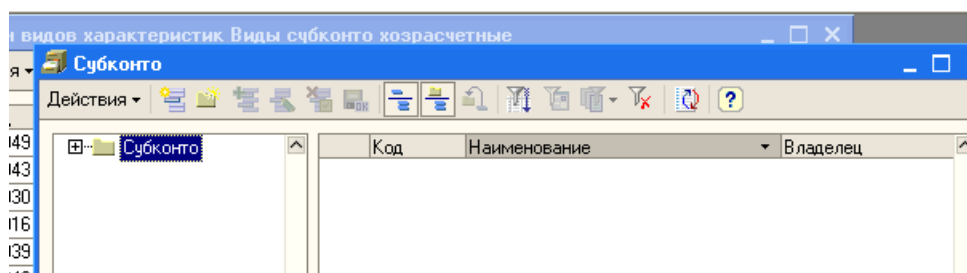 видов характеристик Виды субконто хозрасчетные
Субконто
Действия
Субконто
Код Наименование Владелец